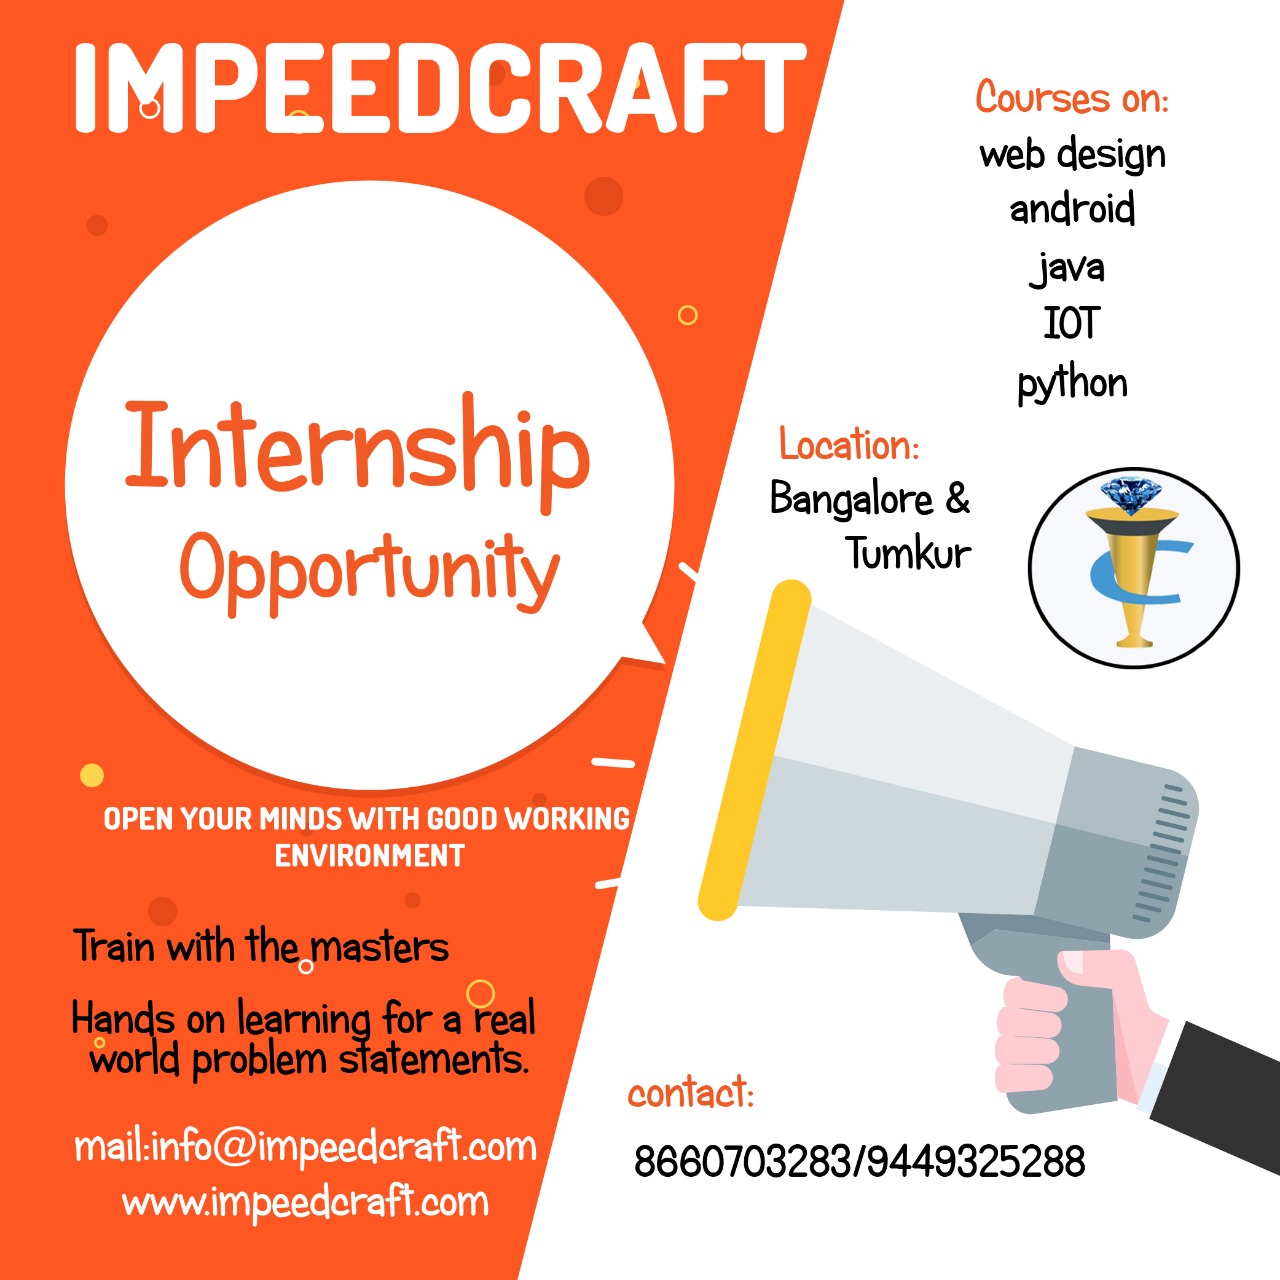 IMPEEDCRAFT
Internship
Opportunity
OPEN YOUR MINDS WITH GOOD WORKING
ENVIRONMENT
Train with the masters
Hands on learning for a real
world problem statements.
mail:info@impeedcraft.com
www.impeedcraft.com
Courses on:
web design
android
java
IOT
python
Location:
Bangalore &
Tumkur
contact:
8660703283/9449325288